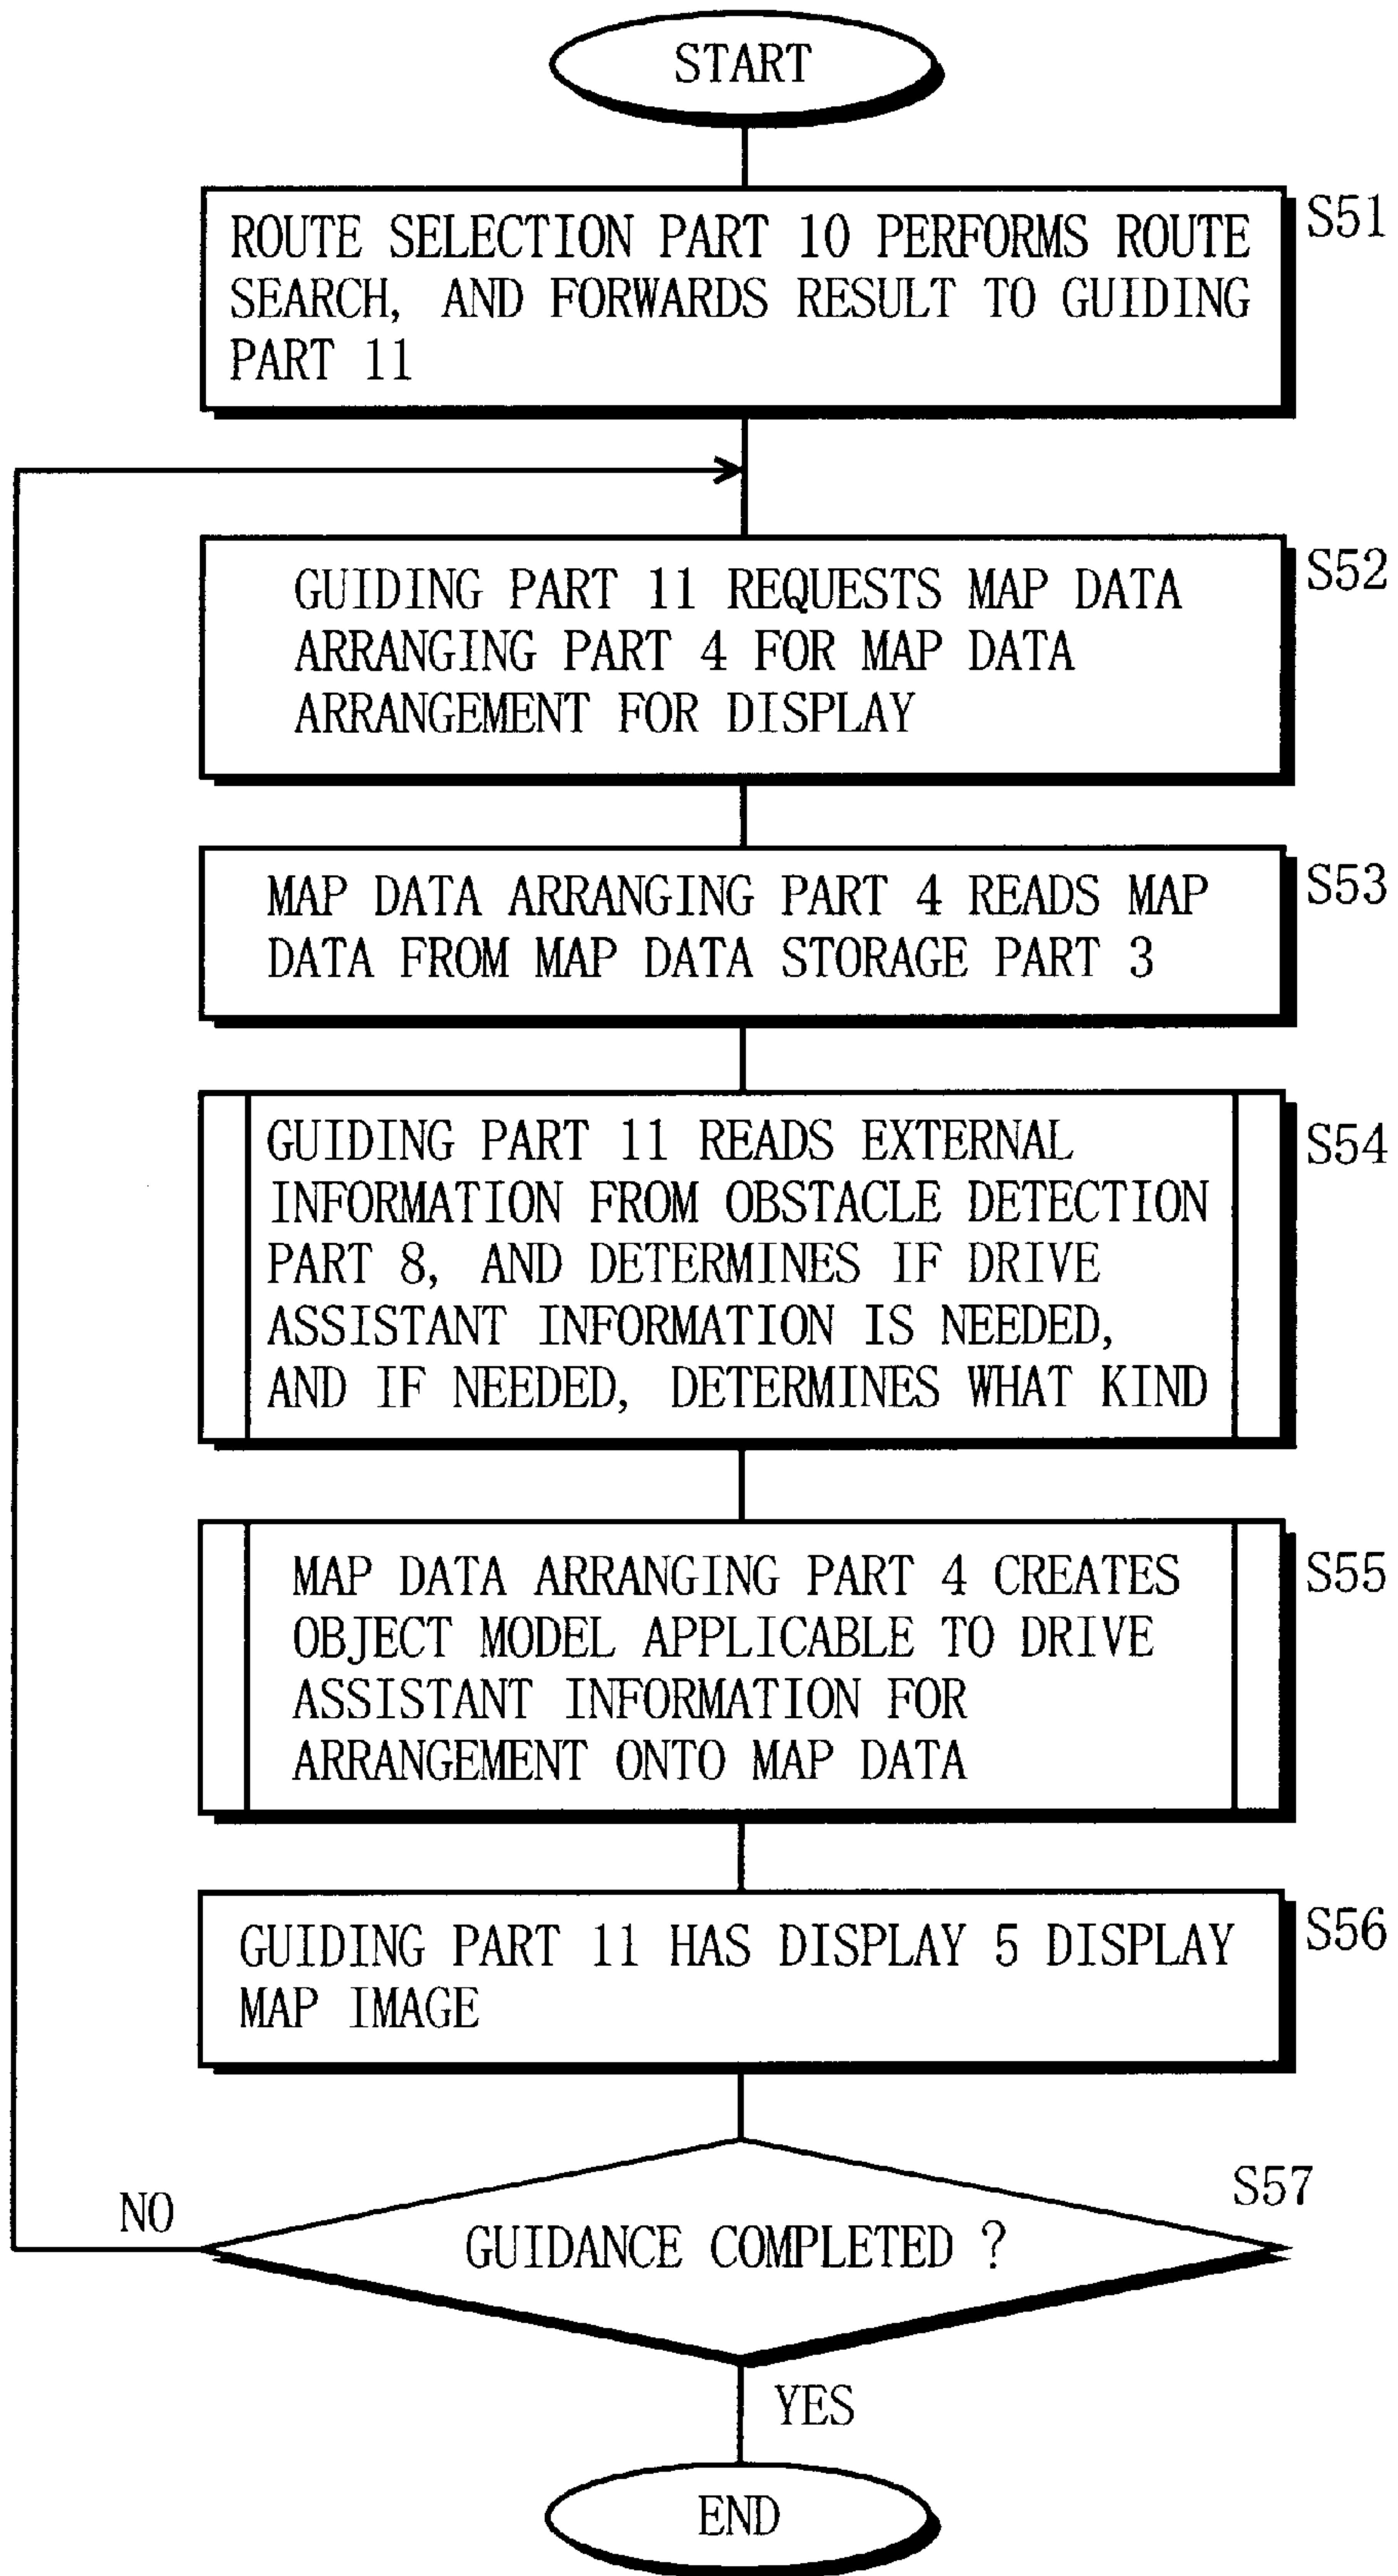 START
S51
ROUTE SELECTION PART 10 PERFORMS ROUTE
SEARCH, AND FORWARDS RESULT TO GUIDING
PART 11
S52
GUIDING PART 11 REQUESTS MAP DATA
ARRANGING PART 4 FOR MAP DATA
ARRANGEMENT FOR DISPLAY
S53
MAP DATA ARRANGING PART 4 READS MAP
DATA FROM MAP DATA STORAGE PART 3
S54
GUIDING PART 11 READS EXTERNAL
INFORMATION FROM OBSTACLE DETECTION
PART 8, AND DETERMINES IF DRIVE
ASSISTANT INFORMATION IS NEEDED,
AND IF NEEDED, DETERMINES WHAT KIND
S55
MAP DATA ARRANGING PART 4 CREATES
OBJECT MODEL APPLICABLE TO DRIVE
ASSISTANT INFORMATION FOR
ARRANGEMENT ONTO MAP DATA
S56
GUIDING PART 11 HAS DISPLAY 5 DISPLAY
MAP IMAGE
S57
NO
GUIDANCE COMPLETED ?
YES
END